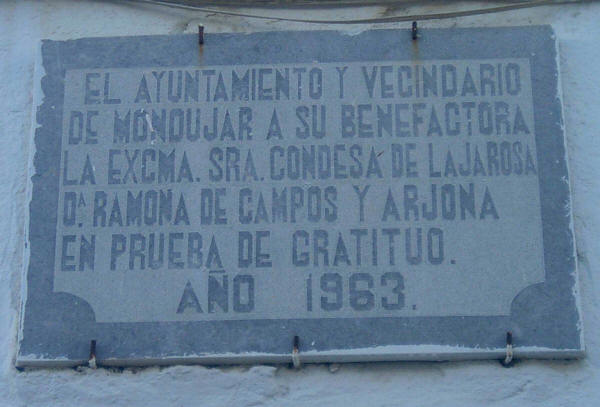 EL AYUNTAMIENTO Y VECINDARIO
DE MONDUJAR A SU BENEFACTORA
LA EXCMA. SRA. CONDESA DE LAJAROSA
Dª. RAMONA DE CAMPOS Y ARJONA
EN PRUEBA DE GRATITUO.
AÑO 1963.